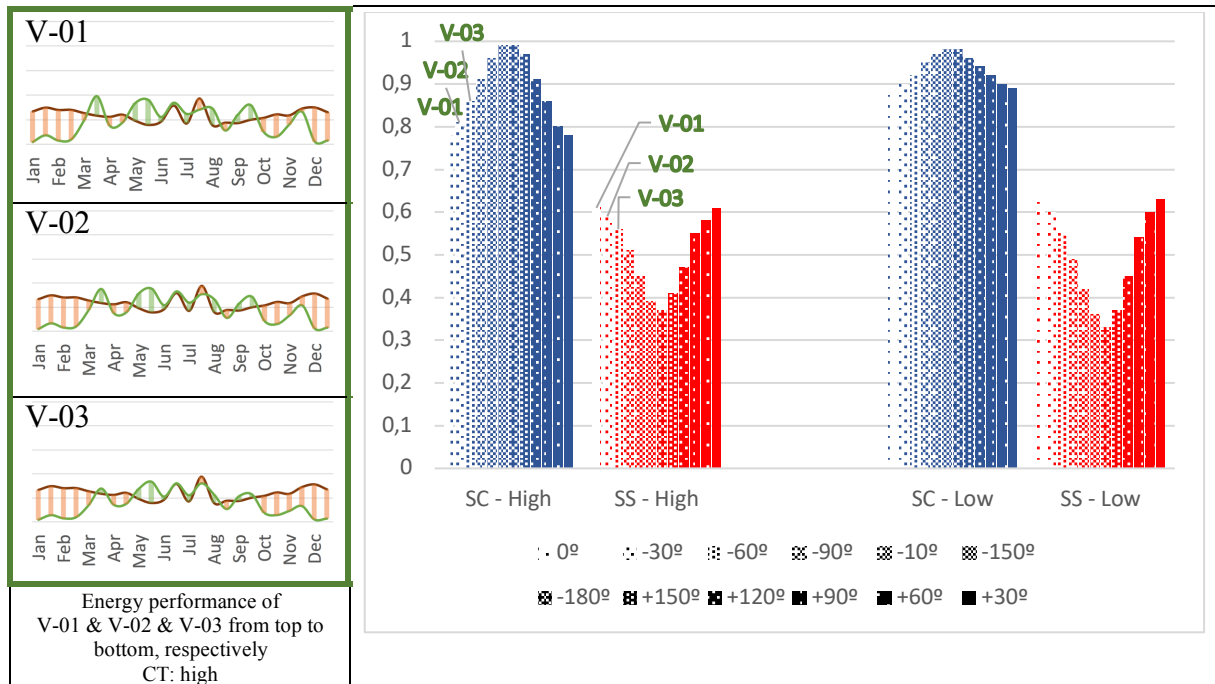 V-01
Jan Feb Mar Apr May Jun Jul Aug Sep Oct Nov Dec
V-02
Jan Feb Mar Apr May Jun Jul Aug Sep Oct Nov Dec
V-03
Jan Feb Mar Apr May Jun Jul Aug Sep Oct Nov Dec
Energy performance of
V-01 & V-02 & V-03 from top to
bottom, respectively
CT: high
1
0,9
0,8
0,7
0,6
0,5
0,4
0,3
0,2
0,1
0
V-03
V-02
V-01
V-01
V-02
V-03
SC - High SS - High SC - Low SS - Low
0º -30º -60º -90º -10º -150º
-180º +150º +120º +90º +60º +30º